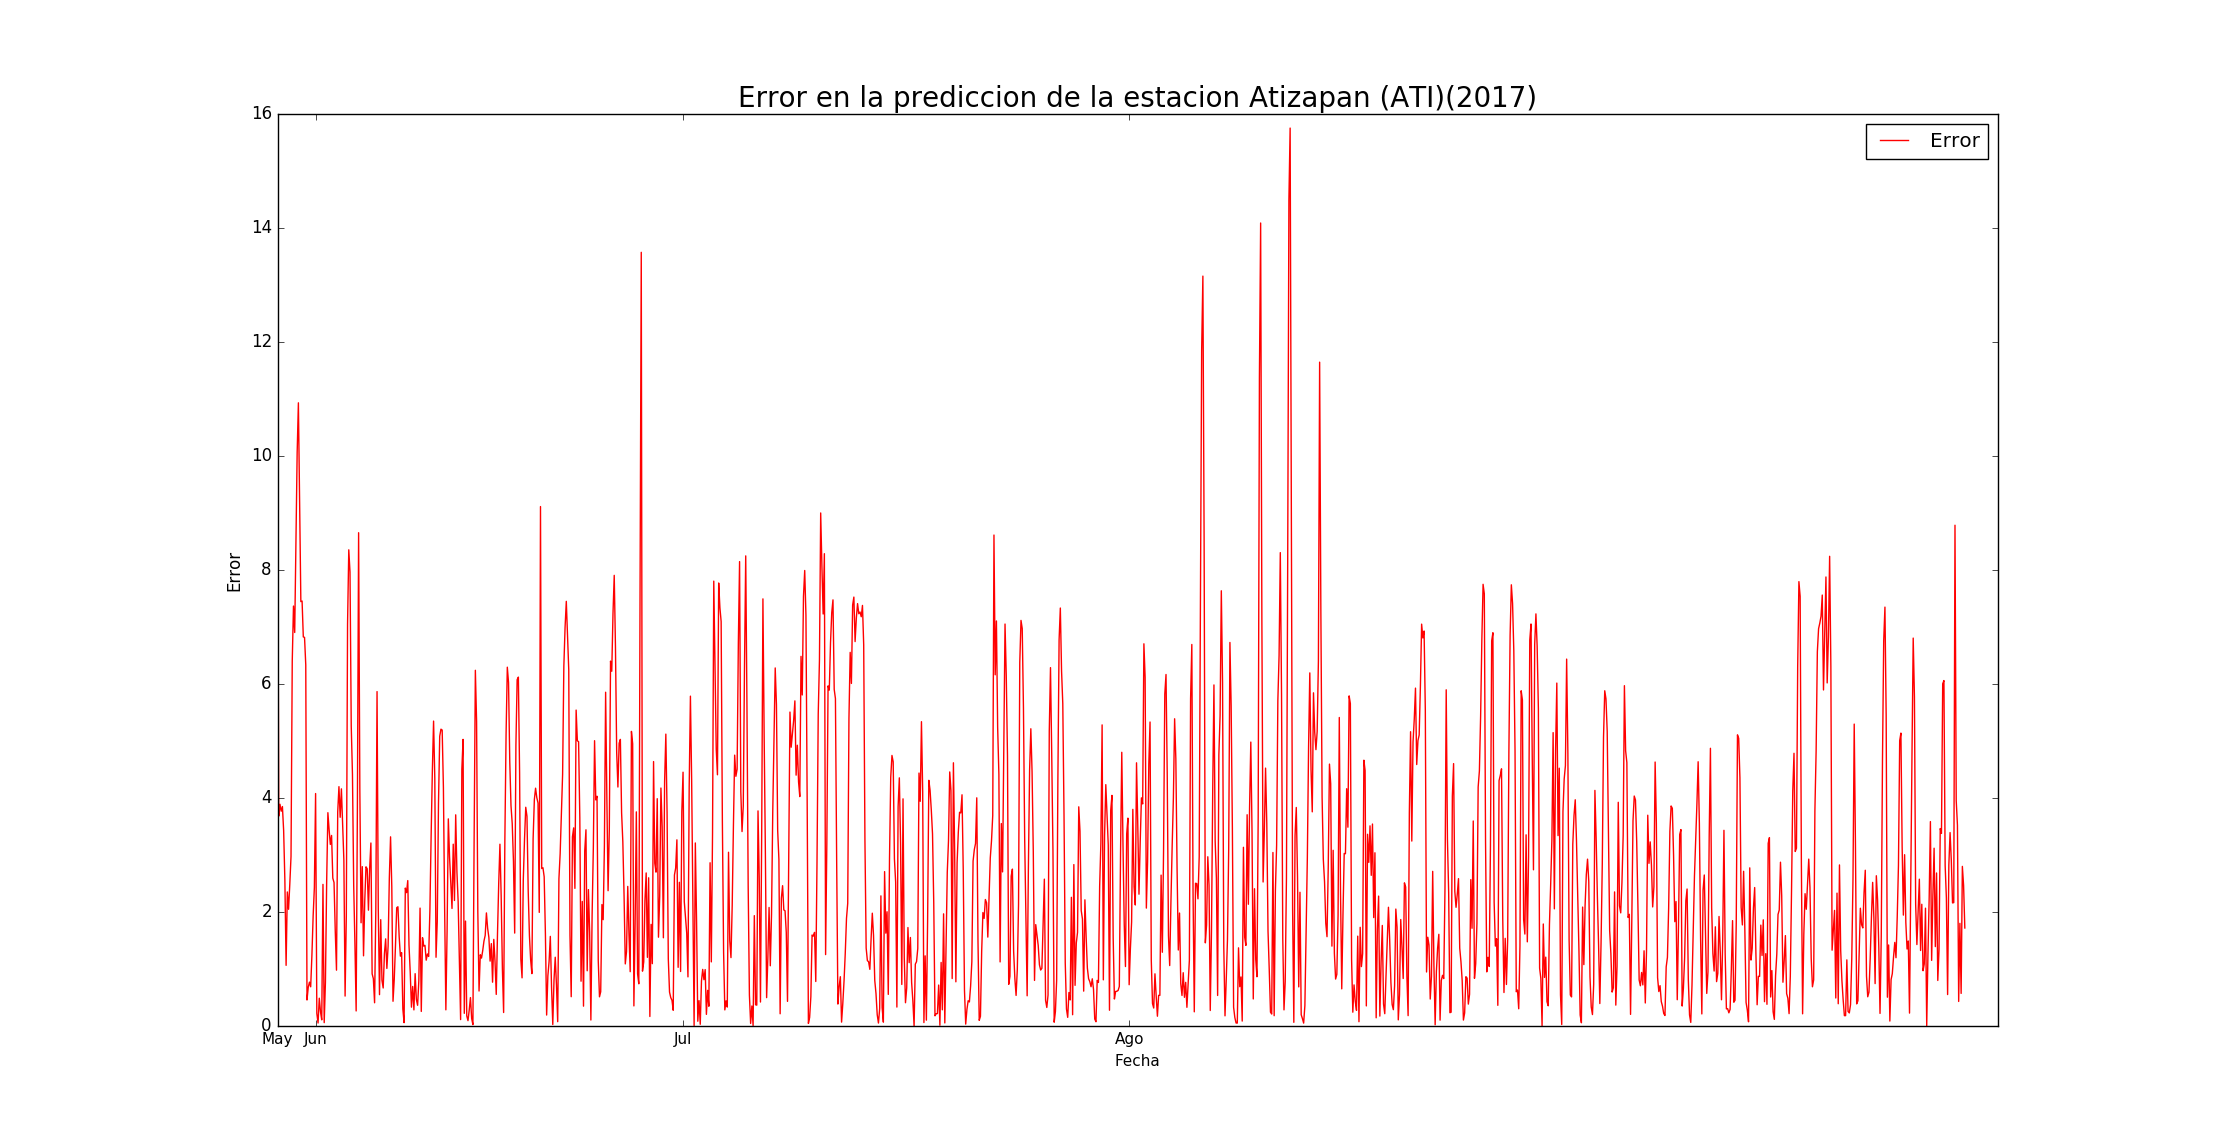 Error en la prediccion de la estacion Atizapan (ATI)(2017)
Error
16
14
12
10
8
6
4
2
0
Error
May Jun Jul Ago
Fecha